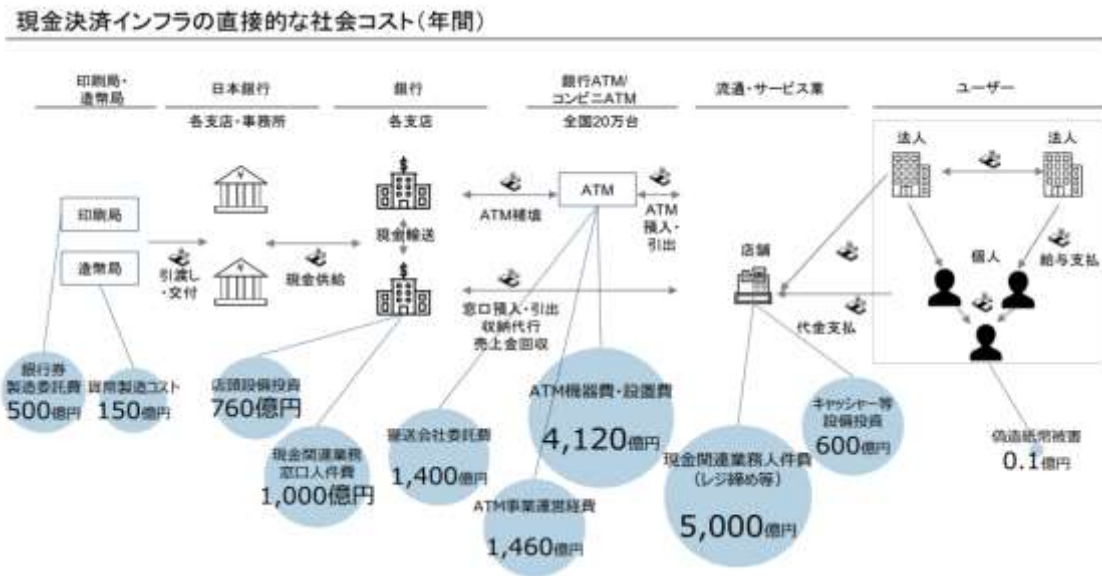 現金決済インフラの直接的な社会コスト（年間）
印刷局・
造幣局
日本銀行
各支店・事務所
銀行
各支店
銀行ATM/
コンビニATM
全国20万台
流通・サービス業
ユーザー
印刷局
造幣局
引渡し
・交付
現金供給
現金輸送
ATM補填
ATM
ATM
預入・
引出
窓口預入・引出
収納代行
売上金回収
店舗
代金支払
法人
法人
個人
給与支払
銀行券
製造委託費
500億円
貨幣製造コスト
150億円
店頭設備投資
760億円
現金関連業務
窓口人件費
1,000億円
運送会社委託費
1,400億円
ATM機器費・設置費
4,120億円
ATM事業運営経費
1,460億円
現金関連業務人件費
（レジ締め等）
5,000億円
キャッシャー等
設備投資
600億円
偽造紙幣被害
0.1億円